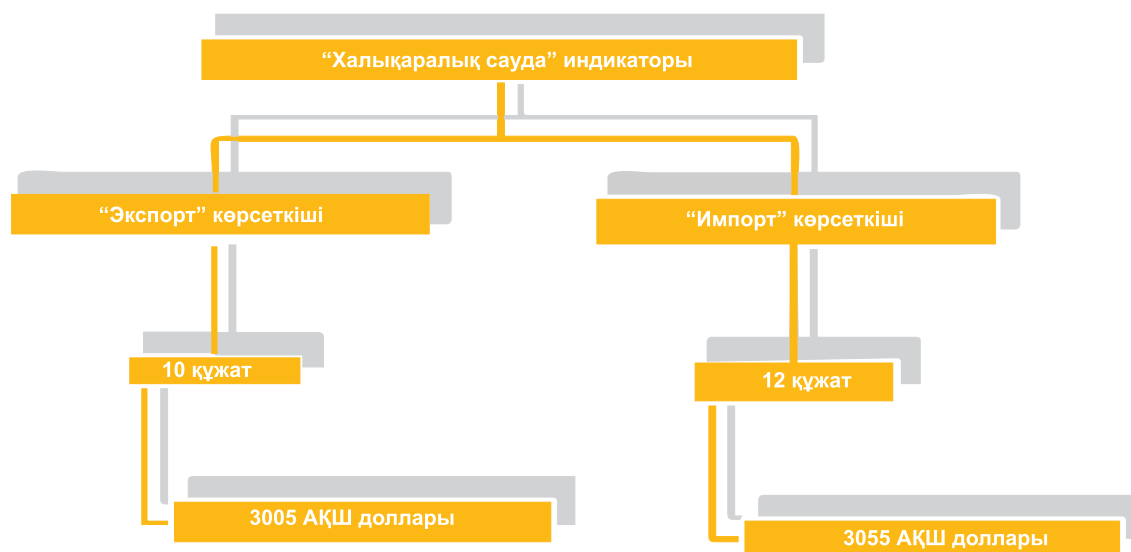 “Халықаралық сауда” индикаторы
“Экспорт” көрсеткіші
“Импорт” көрсеткіші
10 құжат
12 құжат
3005 АҚШ доллары
3055 АҚШ доллары